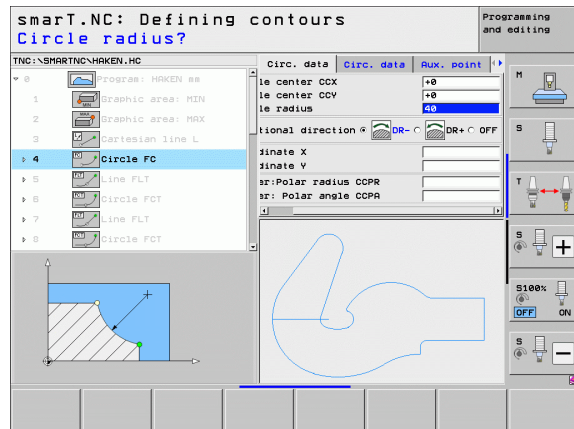 smarT.NC: Defining contours
Programming and editing
Circle radius?
TNC:\SMARTNC\HAKEN.HC
0 Program: HAKEN mm
1 Graphic area: MIN
2 Graphic area: MAX
3 Cartesian line L
4 Circle FC
5 Line FLT
6 Circle FCT
7 Line FLT
8 Circle FCT
Circ. data Circ. data Aux. point
le center CCX +0
le center CCY +0
le radius 40
tional direction DR- DR+ OFF
dinate X
dinate Y
er:Polar radius CCPR
er: Polar angle CCPA
M
S
T
S
S100%
OFF ON
S